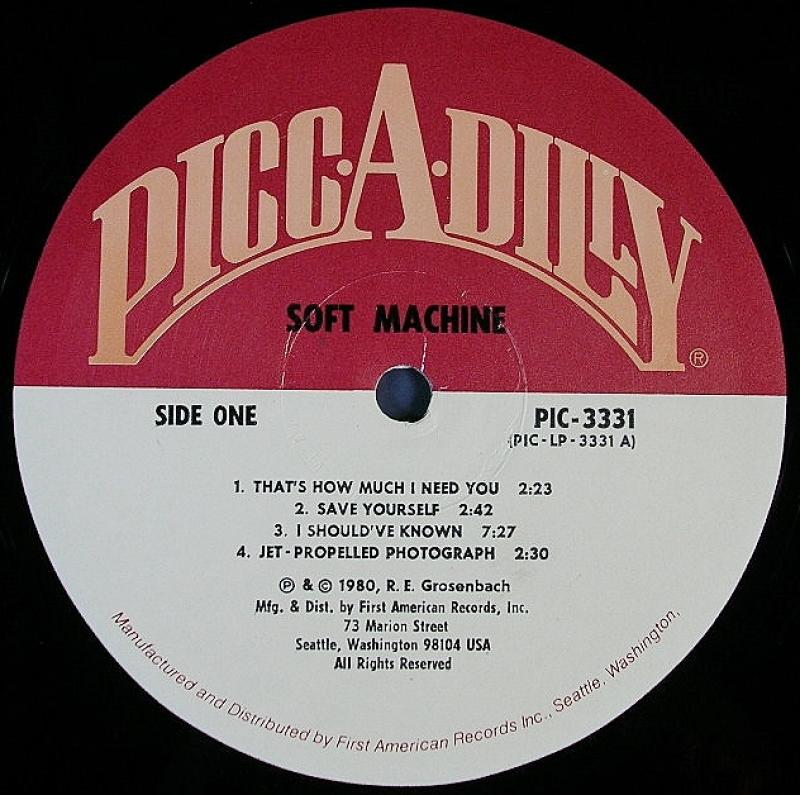 PICC·A·DILLY
®
SOFT MACHINE
SIDE ONE
PIC-3331
(PIC-LP-3331 A)
1. THAT'S HOW MUCH I NEED YOU 2:23
2. SAVE YOURSELF 2:42
3. I SHOULD'VE KNOWN 7:27
4. JET-PROPELLED PHOTOGRAPH 2:30
℗ & © 1980, R. E. Grosenbach
Mfg. & Dist. by First American Records, Inc.
73 Marion Street
Seattle, Washington 98104 USA
All Rights Reserved
Manufactured and Distributed by First American Records Inc., Seattle, Washington,